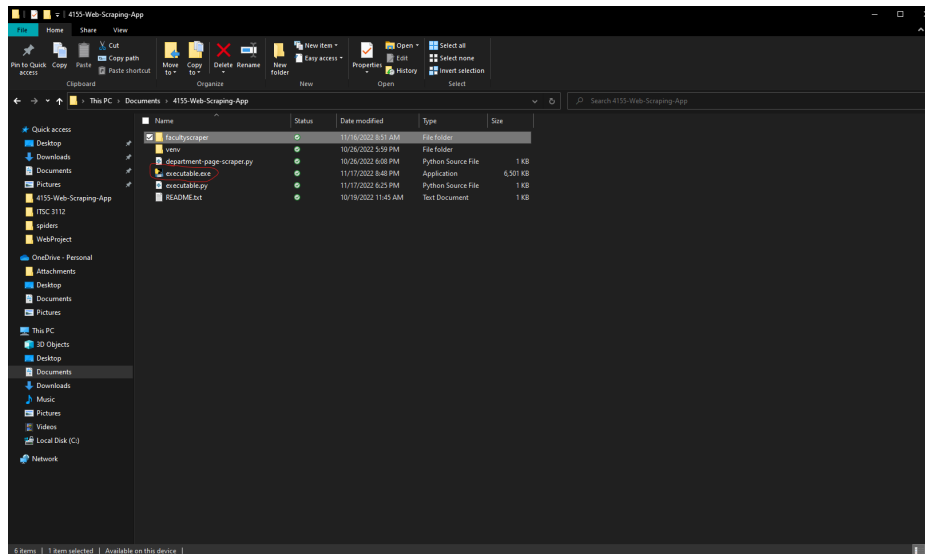 4155-Web-Scraping-App
File Home Share View
Pin to Quick access
Copy
Paste
Cut
Copy path
Paste shortcut
Clipboard
Move to
Copy to
Delete
Rename
Organize
New folder
New item
Easy access
New
Properties
Open
Edit
History
Open
Select all
Select none
Invert selection
Select
This PC > Documents > 4155-Web-Scraping-App
Search 4155-Web-Scraping-App
Name Status Date modified Type Size
facultyscraper 11/16/2022 8:51 AM File folder
venv 10/26/2022 5:59 PM File folder
department-page-scraper.py 10/26/2022 6:08 PM Python Source File 1 KB
executable.exe 11/17/2022 8:48 PM Application 6,501 KB
executable.py 11/17/2022 6:25 PM Python Source File 1 KB
README.txt 10/19/2022 11:45 AM Text Document 1 KB
Quick access
Desktop
Downloads
Documents
Pictures
4155-Web-Scraping-App
ITSC 3112
spiders
WebProject
OneDrive - Personal
Attachments
Desktop
Documents
Pictures
This PC
3D Objects
Desktop
Documents
Downloads
Music
Pictures
Videos
Local Disk (C:)
Network
6 items | 1 item selected | Available on this device |